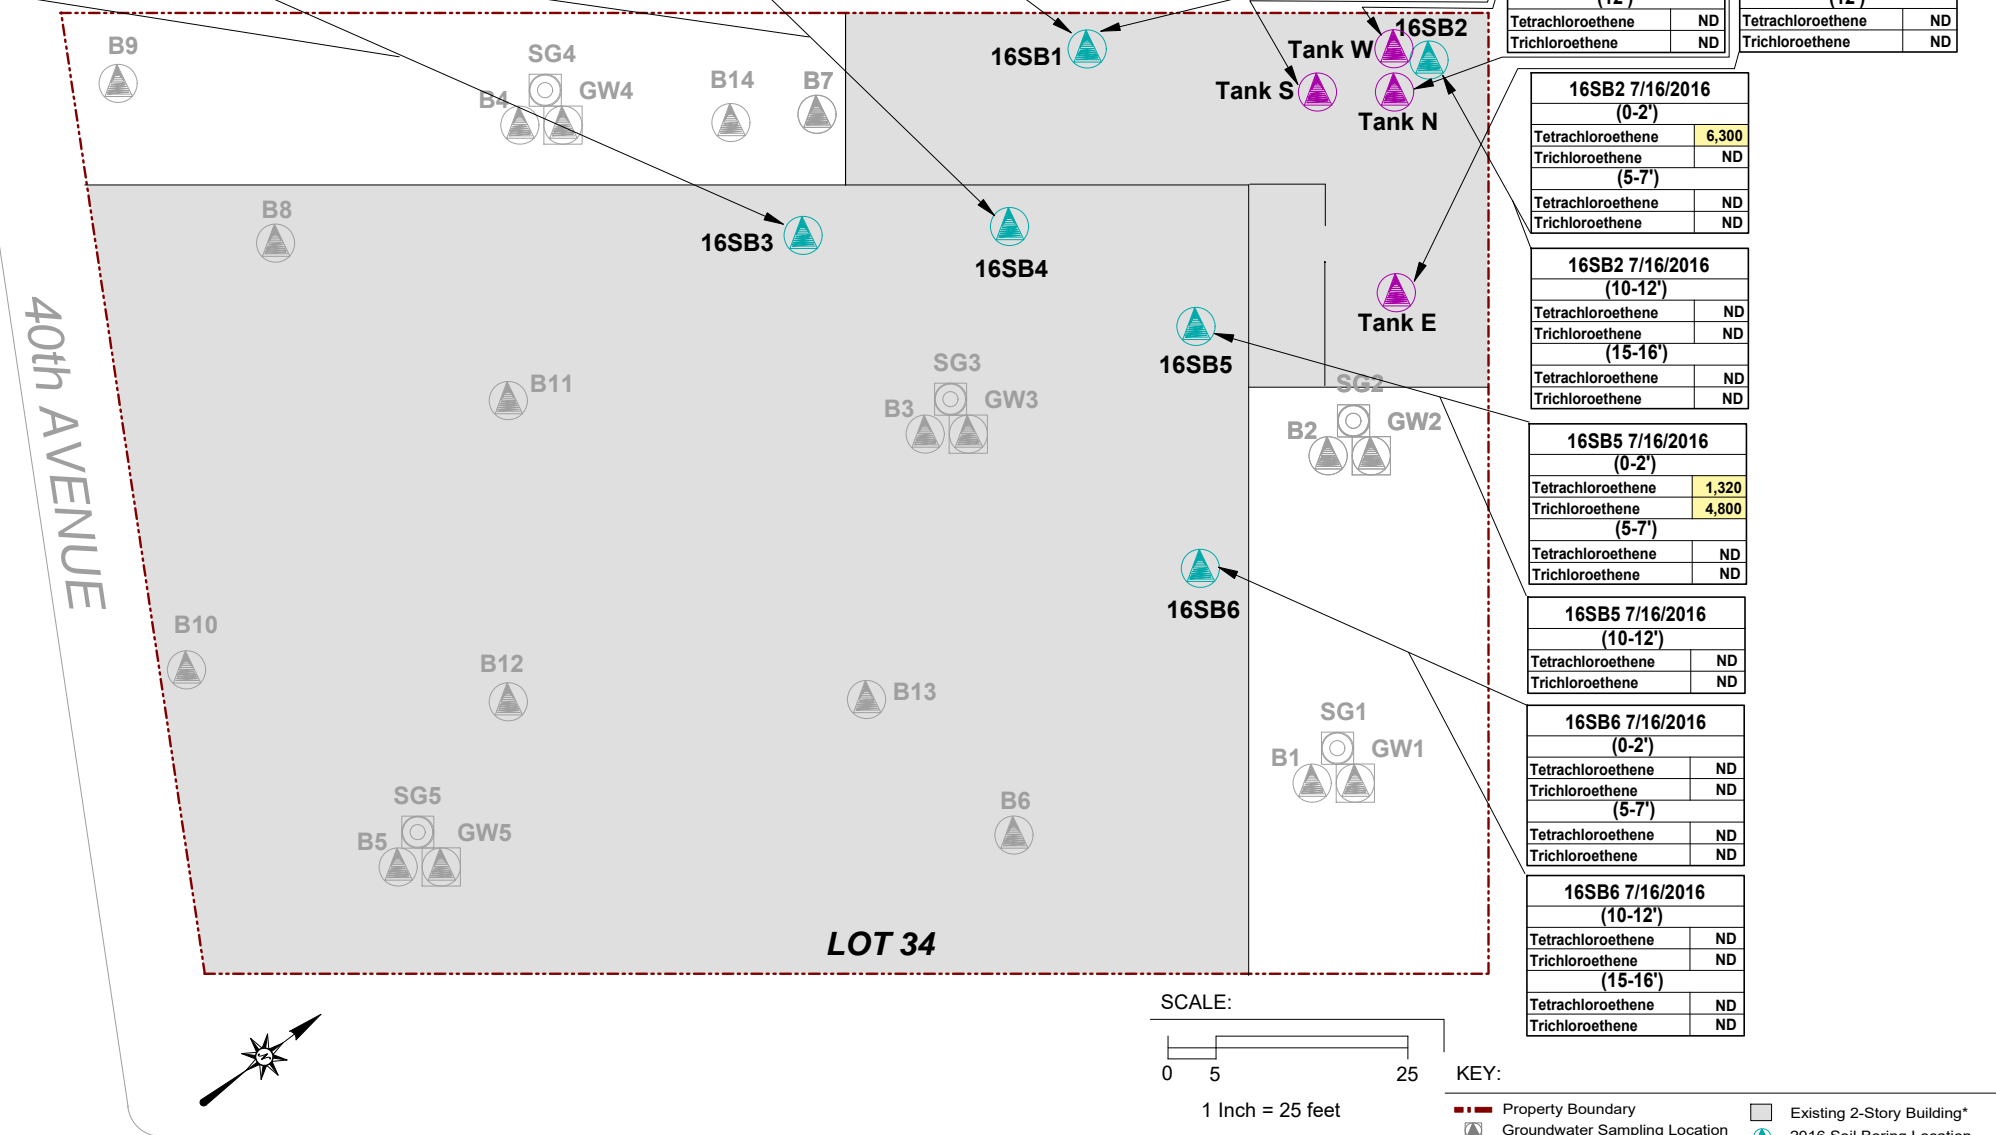 (12')
Tetrachloroethene ND
Trichloroethene ND
(12')
Tetrachloroethene ND
Trichloroethene ND
B9
SG4
GW4
B4
B14
B7
16SB1
Tank W
16SB2
Tank S
Tank N
16SB2 7/16/2016
(0-2')
Tetrachloroethene 6,300
Trichloroethene ND
(5-7')
Tetrachloroethene ND
Trichloroethene ND
B8
16SB3
16SB4
16SB2 7/16/2016
(10-12')
Tetrachloroethene ND
Trichloroethene ND
(15-16')
Tetrachloroethene ND
Trichloroethene ND
Tank E
16SB5
40th AVENUE
B11
SG3
GW3
B3
SG2
GW2
B2
16SB5 7/16/2016
(0-2')
Tetrachloroethene 1,320
Trichloroethene 4,800
(5-7')
Tetrachloroethene ND
Trichloroethene ND
16SB6
16SB5 7/16/2016
(10-12')
Tetrachloroethene ND
Trichloroethene ND
B10
B12
B13
SG1
GW1
B1
16SB6 7/16/2016
(0-2')
Tetrachloroethene ND
Trichloroethene ND
(5-7')
Tetrachloroethene ND
Trichloroethene ND
SG5
GW5
B5
B6
16SB6 7/16/2016
(10-12')
Tetrachloroethene ND
Trichloroethene ND
(15-16')
Tetrachloroethene ND
Trichloroethene ND
LOT 34
N
SCALE:
0 5 25
1 Inch = 25 feet
KEY:
Property Boundary
Existing 2-Story Building*
Groundwater Sampling Location
2016 Soil Boring Location